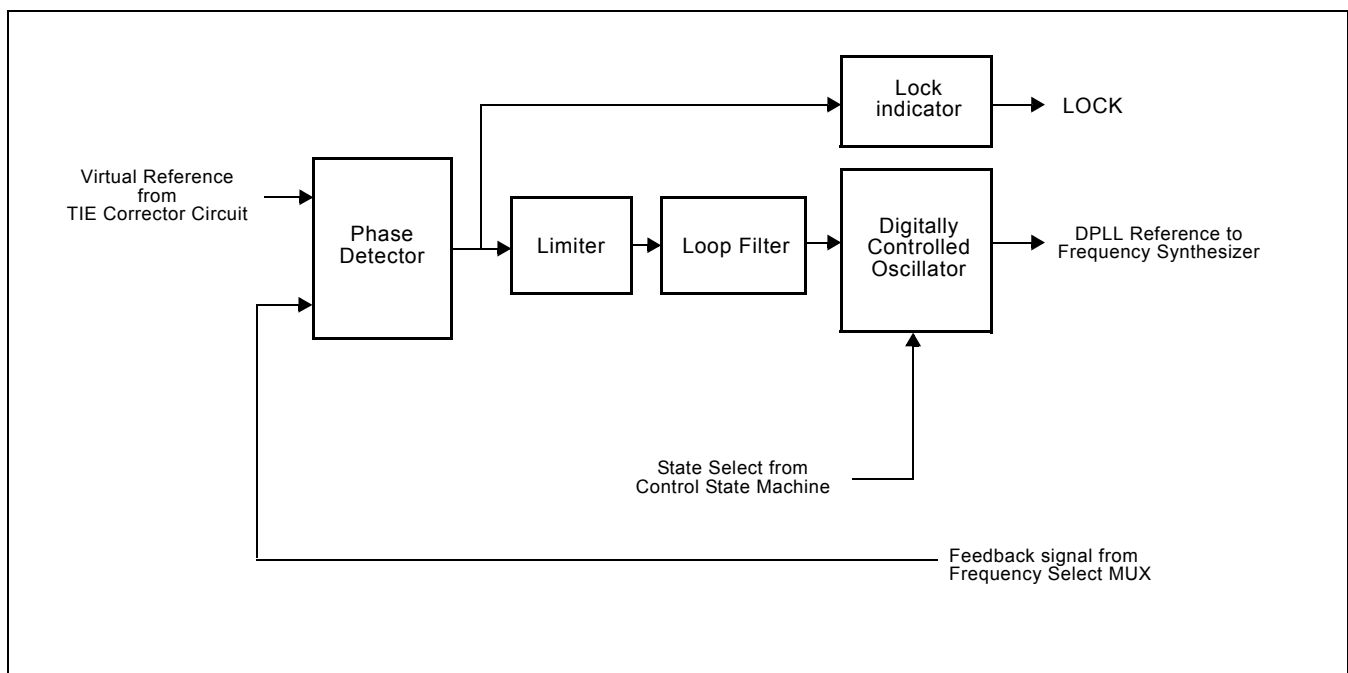 Lock
indicator
LOCK
Virtual Reference
from
TIE Corrector Circuit
Phase
Detector
Limiter
Loop Filter
Digitally
Controlled
Oscillator
DPLL Reference to
Frequency Synthesizer
State Select from
Control State Machine
Feedback signal from
Frequency Select MUX